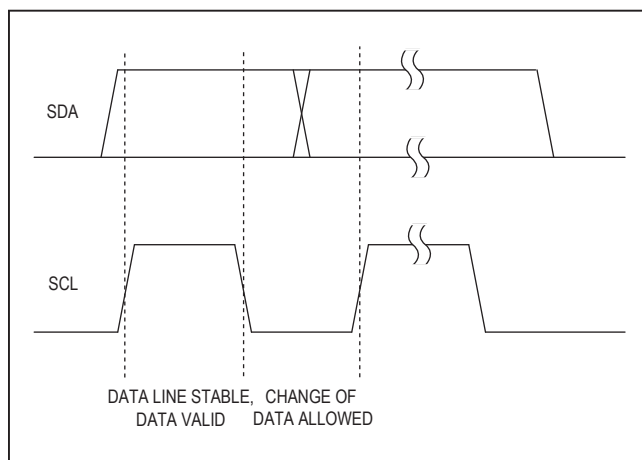 SDA
SCL
DATA LINE STABLE,
DATA VALID
CHANGE OF
DATA ALLOWED